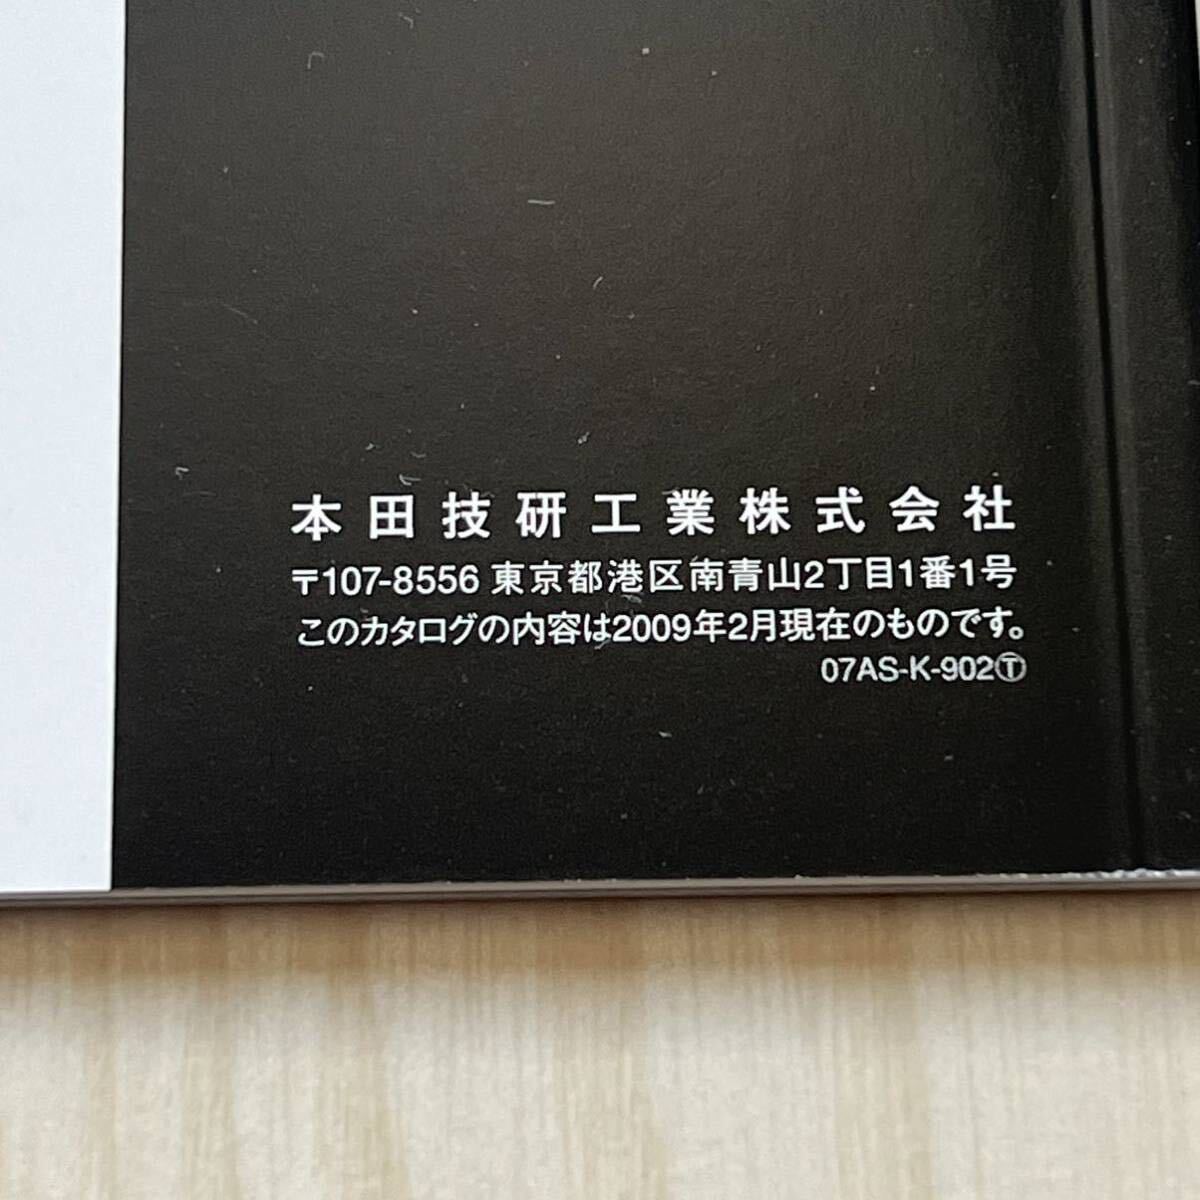 本田技研工業株式会社
〒107-8556 東京都港区南青山2丁目1番1号
このカタログの内容は2009年2月現在のものです。
07AS-K-902Ⓣ